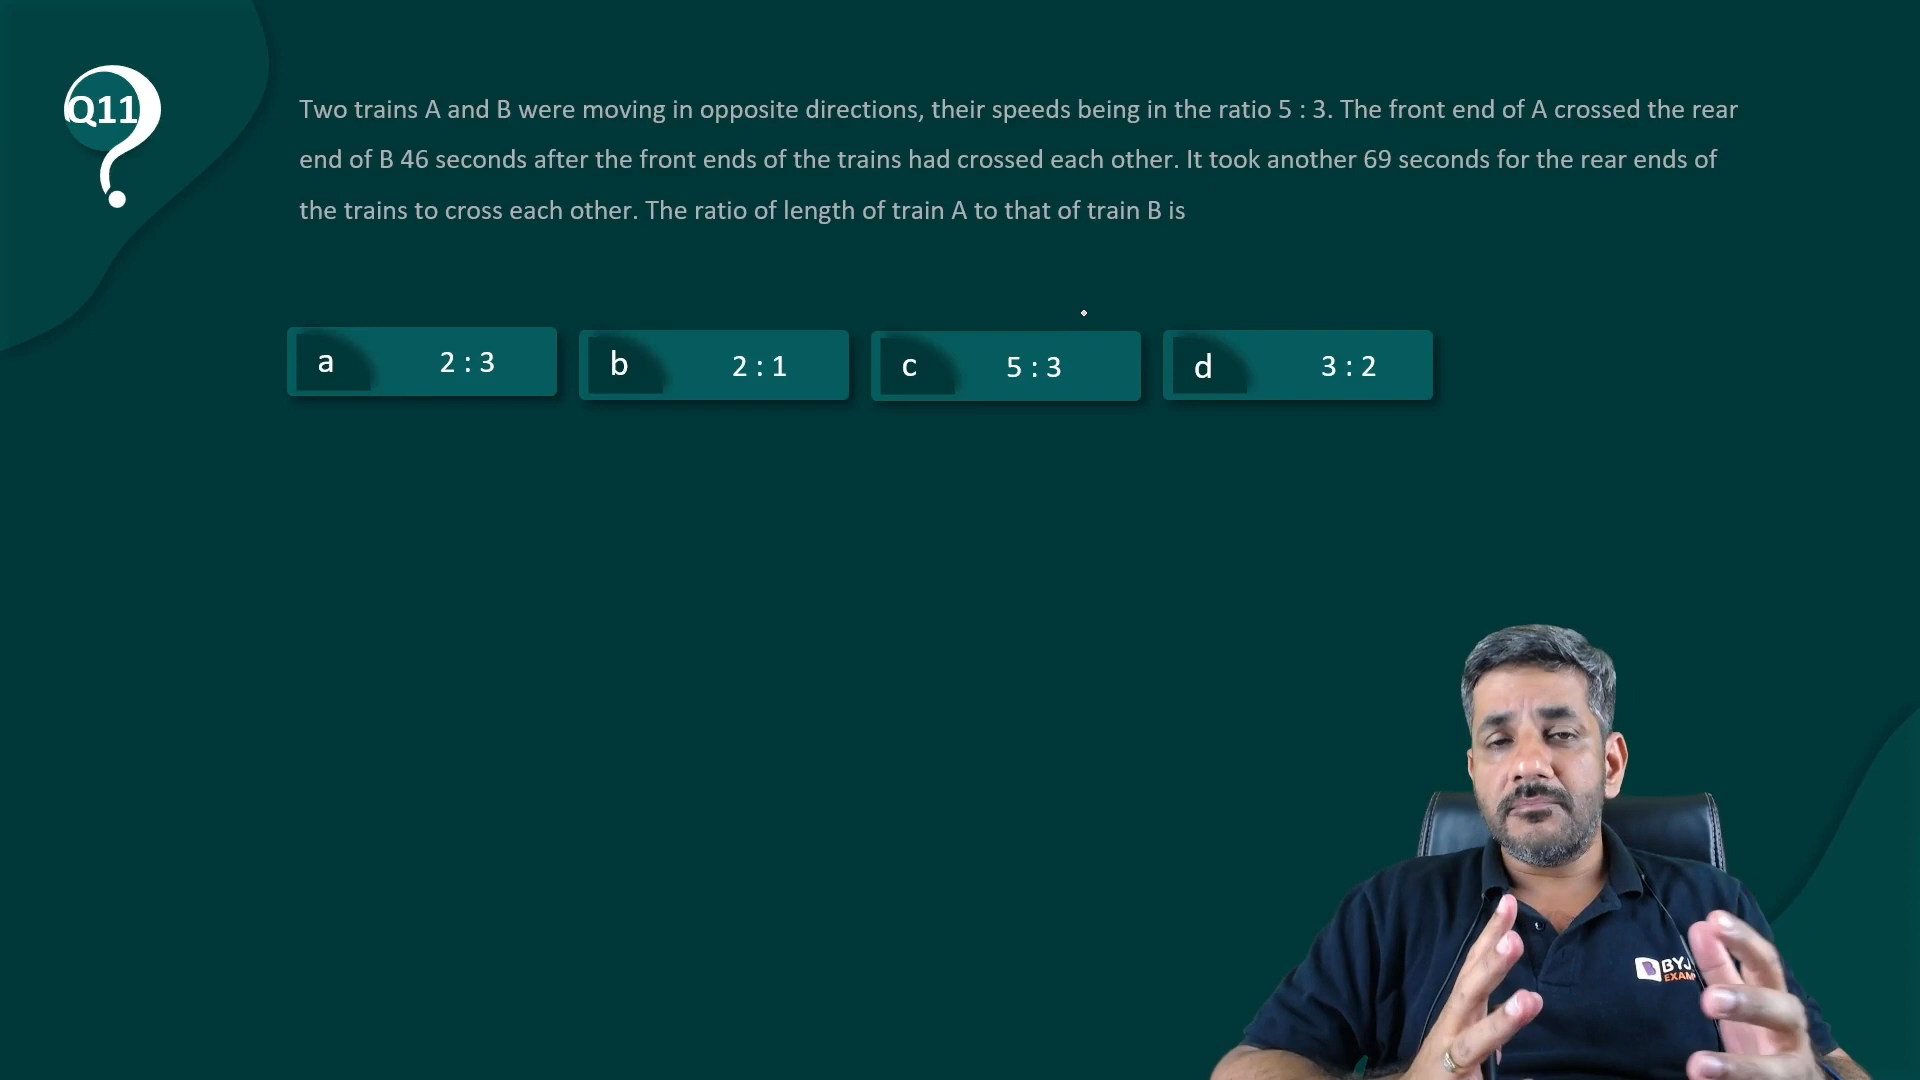 Q11
Two trains A and B were moving in opposite directions, their speeds being in the ratio 5 : 3. The front end of A crossed the rear
end of B 46 seconds after the front ends of the trains had crossed each other. It took another 69 seconds for the rear ends of
the trains to cross each other. The ratio of length of train A to that of train B is
a 2 : 3 b 2 : 1 c 5 : 3 d 3 : 2